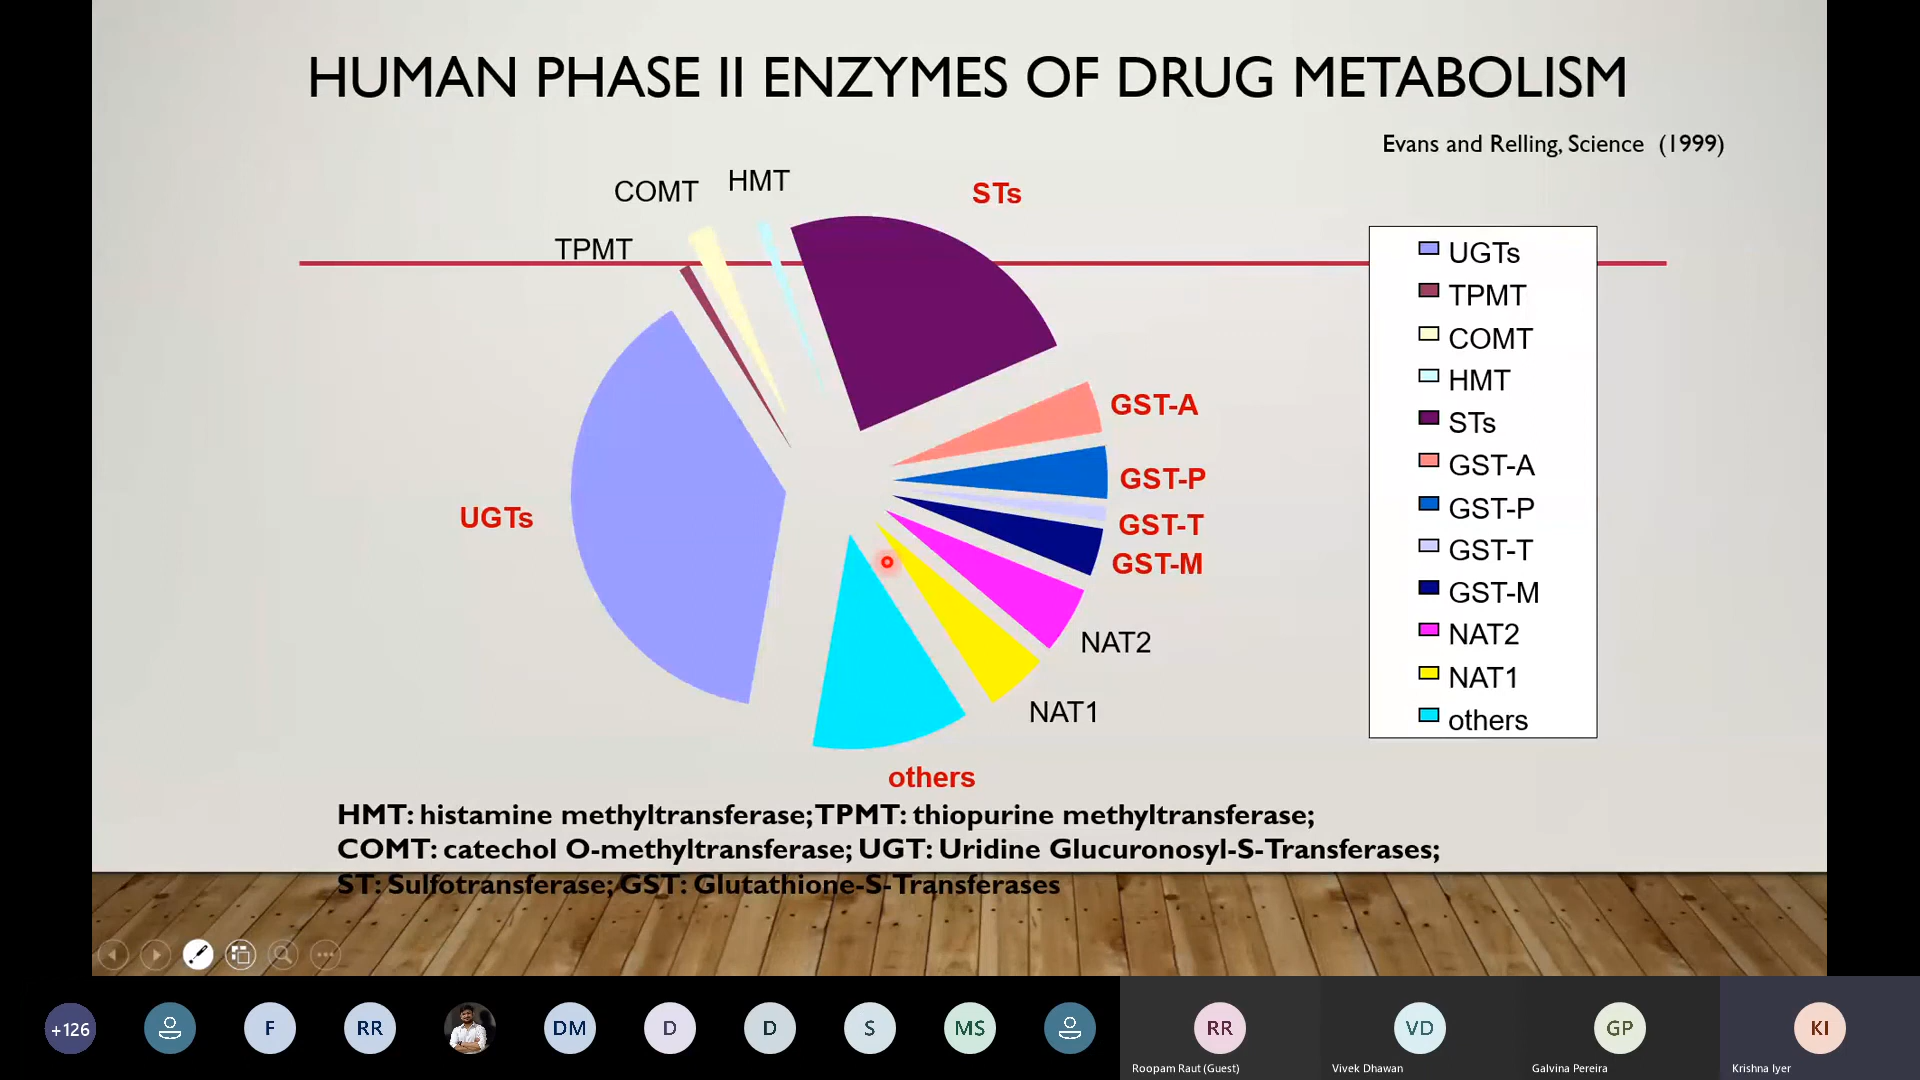 HUMAN PHASE II ENZYMES OF DRUG METABOLISM
Evans and Relling, Science (1999)
HMT
COMT
STs
TPMT
GST-A
GST-P
UGTs
GST-T
GST-M
NAT2
NAT1
others
UGTs
TPMT
COMT
HMT
STs
GST-A
GST-P
GST-T
GST-M
NAT2
NAT1
others
HMT: histamine methyltransferase; TPMT: thiopurine methyltransferase;
COMT: catechol O-methyltransferase; UGT: Uridine Glucuronosyl-S-Transferases;
ST: Sulfotransferase; GST: Glutathione-S-Transferases
+126
F
RR
DM
D
D
S
MS
RR
VD
GP
KI
Roopam Raut (Guest)
Vivek Dhawan
Galvina Pereira
Krishna Iyer